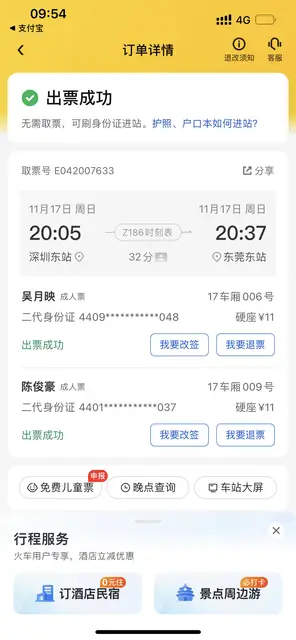 09:54
4G
支付宝
订单详情
退改须知
客服
出票成功
无需取票，可刷身份证进站。护照、户口本如何进站?
取票号 E042007633
分享
11月17日 周日
11月17日 周日
20:05
Z186时刻表
20:37
深圳东站
32分
东莞东站
吴月映 成人票
17车厢 006号
二代身份证 4409***********048
硬座 ¥11
出票成功
我要改签
我要退票
陈俊豪 成人票
17车厢 009号
二代身份证 4401***********037
硬座 ¥11
出票成功
我要改签
我要退票
申报
免费儿童票
晚点查询
车站大屏
行程服务
火车用户专享，酒店立减优惠
0元住
订酒店民宿
必打卡
景点周边游